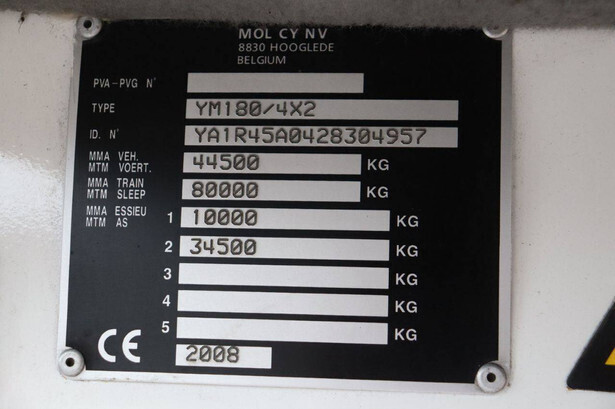 MOL CY NV
8830 HOOGLEDE
BELGIUM
PVA-PVG N°
TYPE YM180/4X2
ID. N° YA1R45A0428304957
MMA VEH. MTM VOERT. 44500 KG
MMA TRAIN MTM SLEEP 80000 KG
MMA ESSIEU MTM AS 1 10000 KG
2 34500 KG
3 KG
4 KG
5 KG
CE 2008